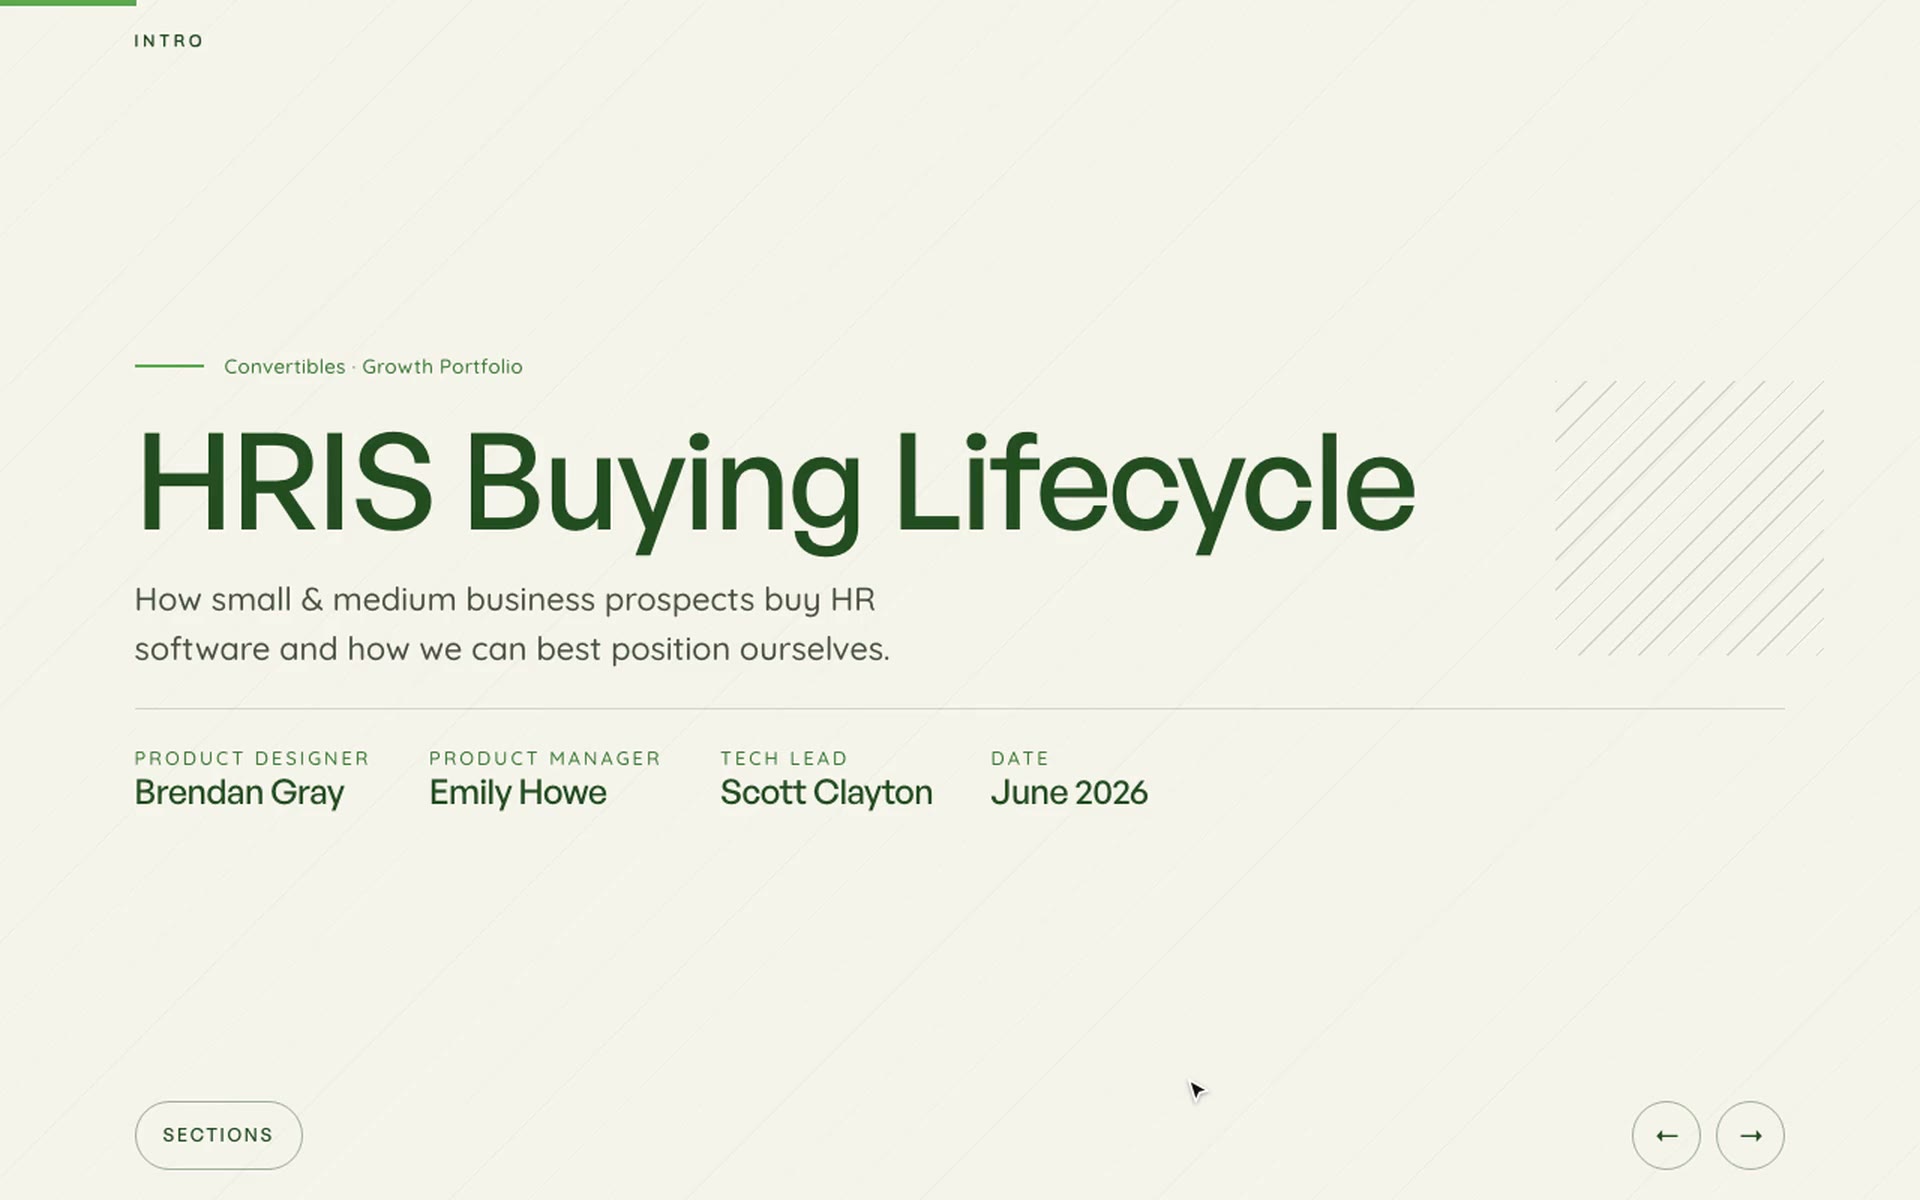 INTRO
Convertibles · Growth Portfolio
HRIS Buying Lifecycle
How small & medium business prospects buy HR
software and how we can best position ourselves.
PRODUCT DESIGNER
Brendan Gray
PRODUCT MANAGER
Emily Howe
TECH LEAD
Scott Clayton
DATE
June 2026
SECTIONS
← →